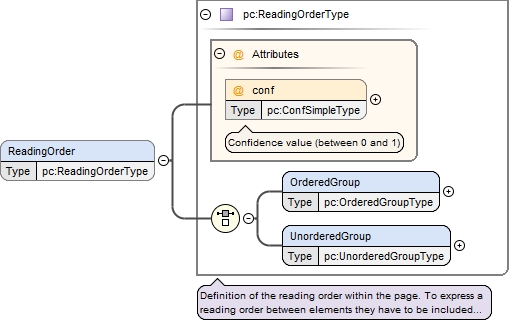 pc:ReadingOrderType
@ Attributes
@ conf
Type pc:ConfSimpleType
Confidence value (between 0 and 1)
ReadingOrder
Type pc:ReadingOrderType
OrderedGroup
Type pc:OrderedGroupType
UnorderedGroup
Type pc:UnorderedGroupType
Definition of the reading order within the page. To express a
reading order between elements they have to be included...